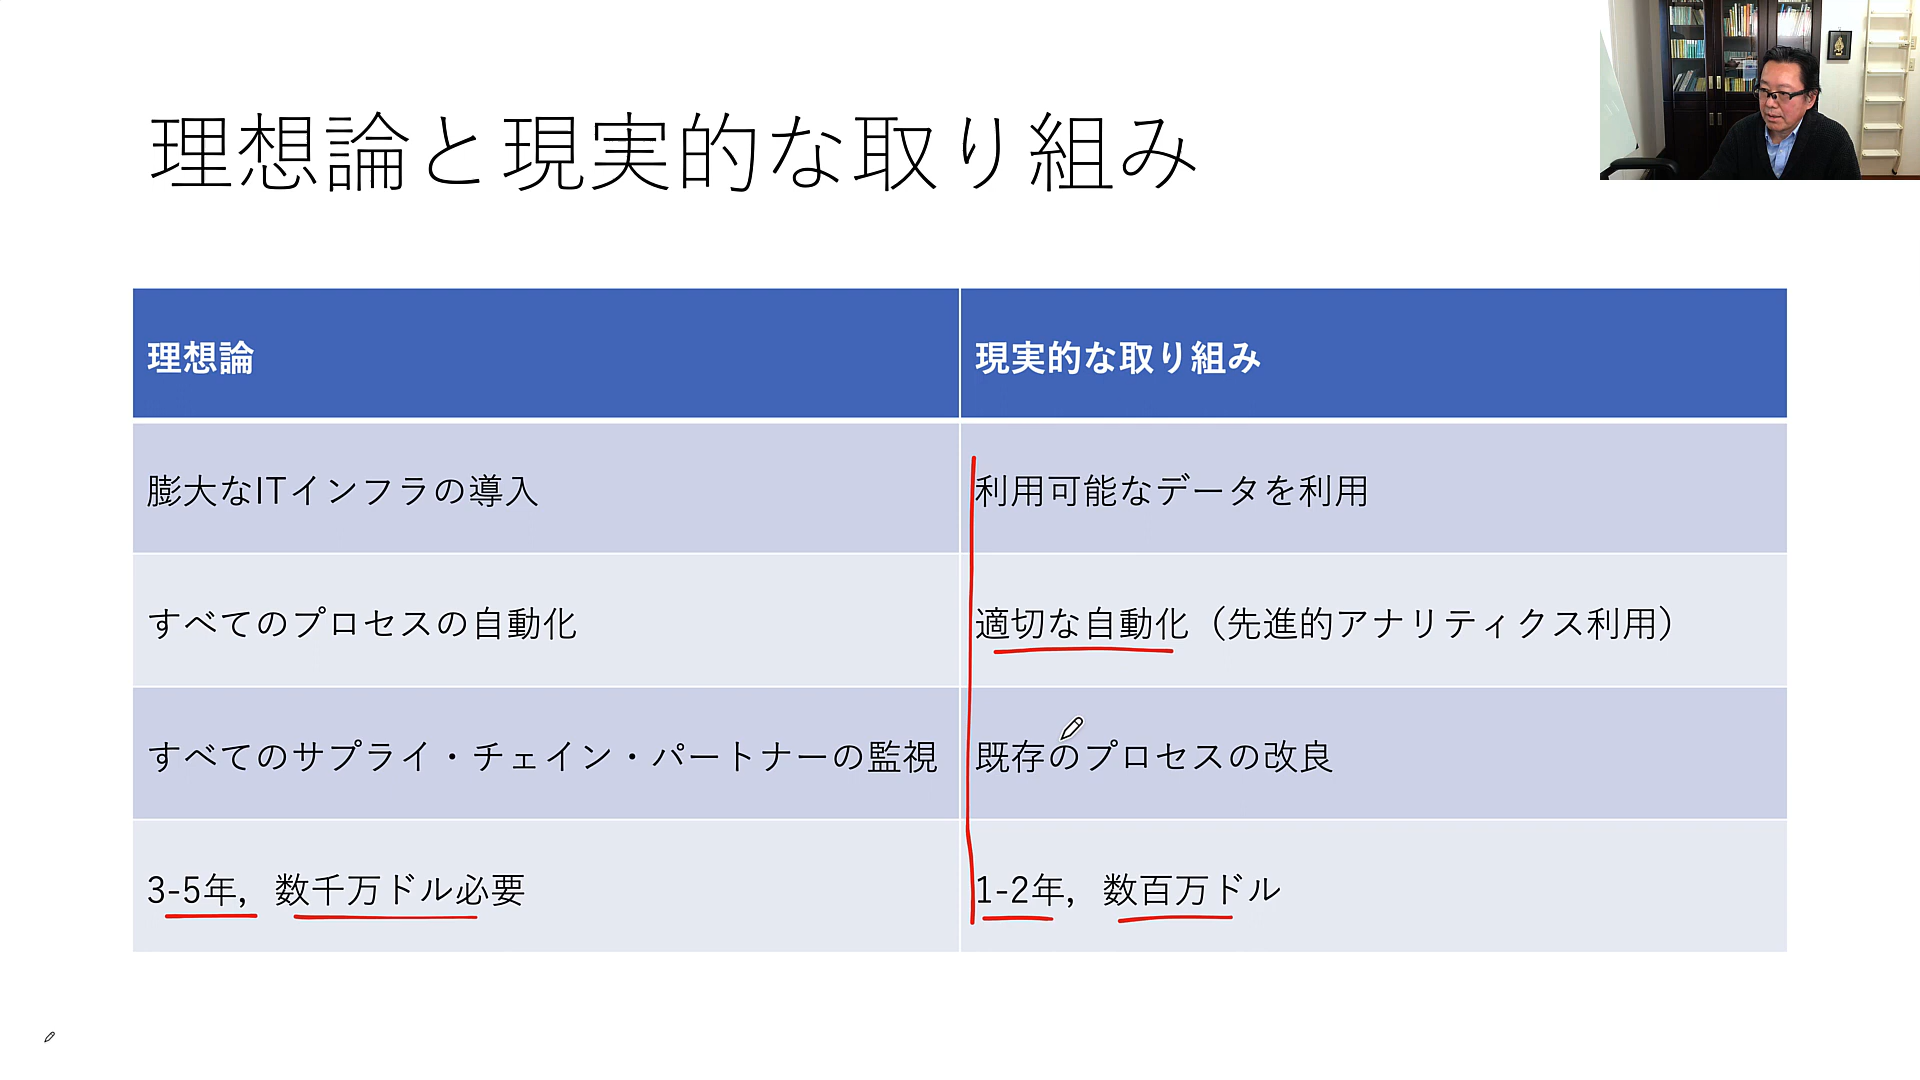 理想論と現実的な取り組み
理想論
現実的な取り組み
膨大なITインフラの導入
利用可能なデータを利用
すべてのプロセスの自動化
適切な自動化（先進的アナリティクス利用）
すべてのサプライ・チェイン・パートナーの監視
既存のプロセスの改良
3-5年，数千万ドル必要
1-2年，数百万ドル